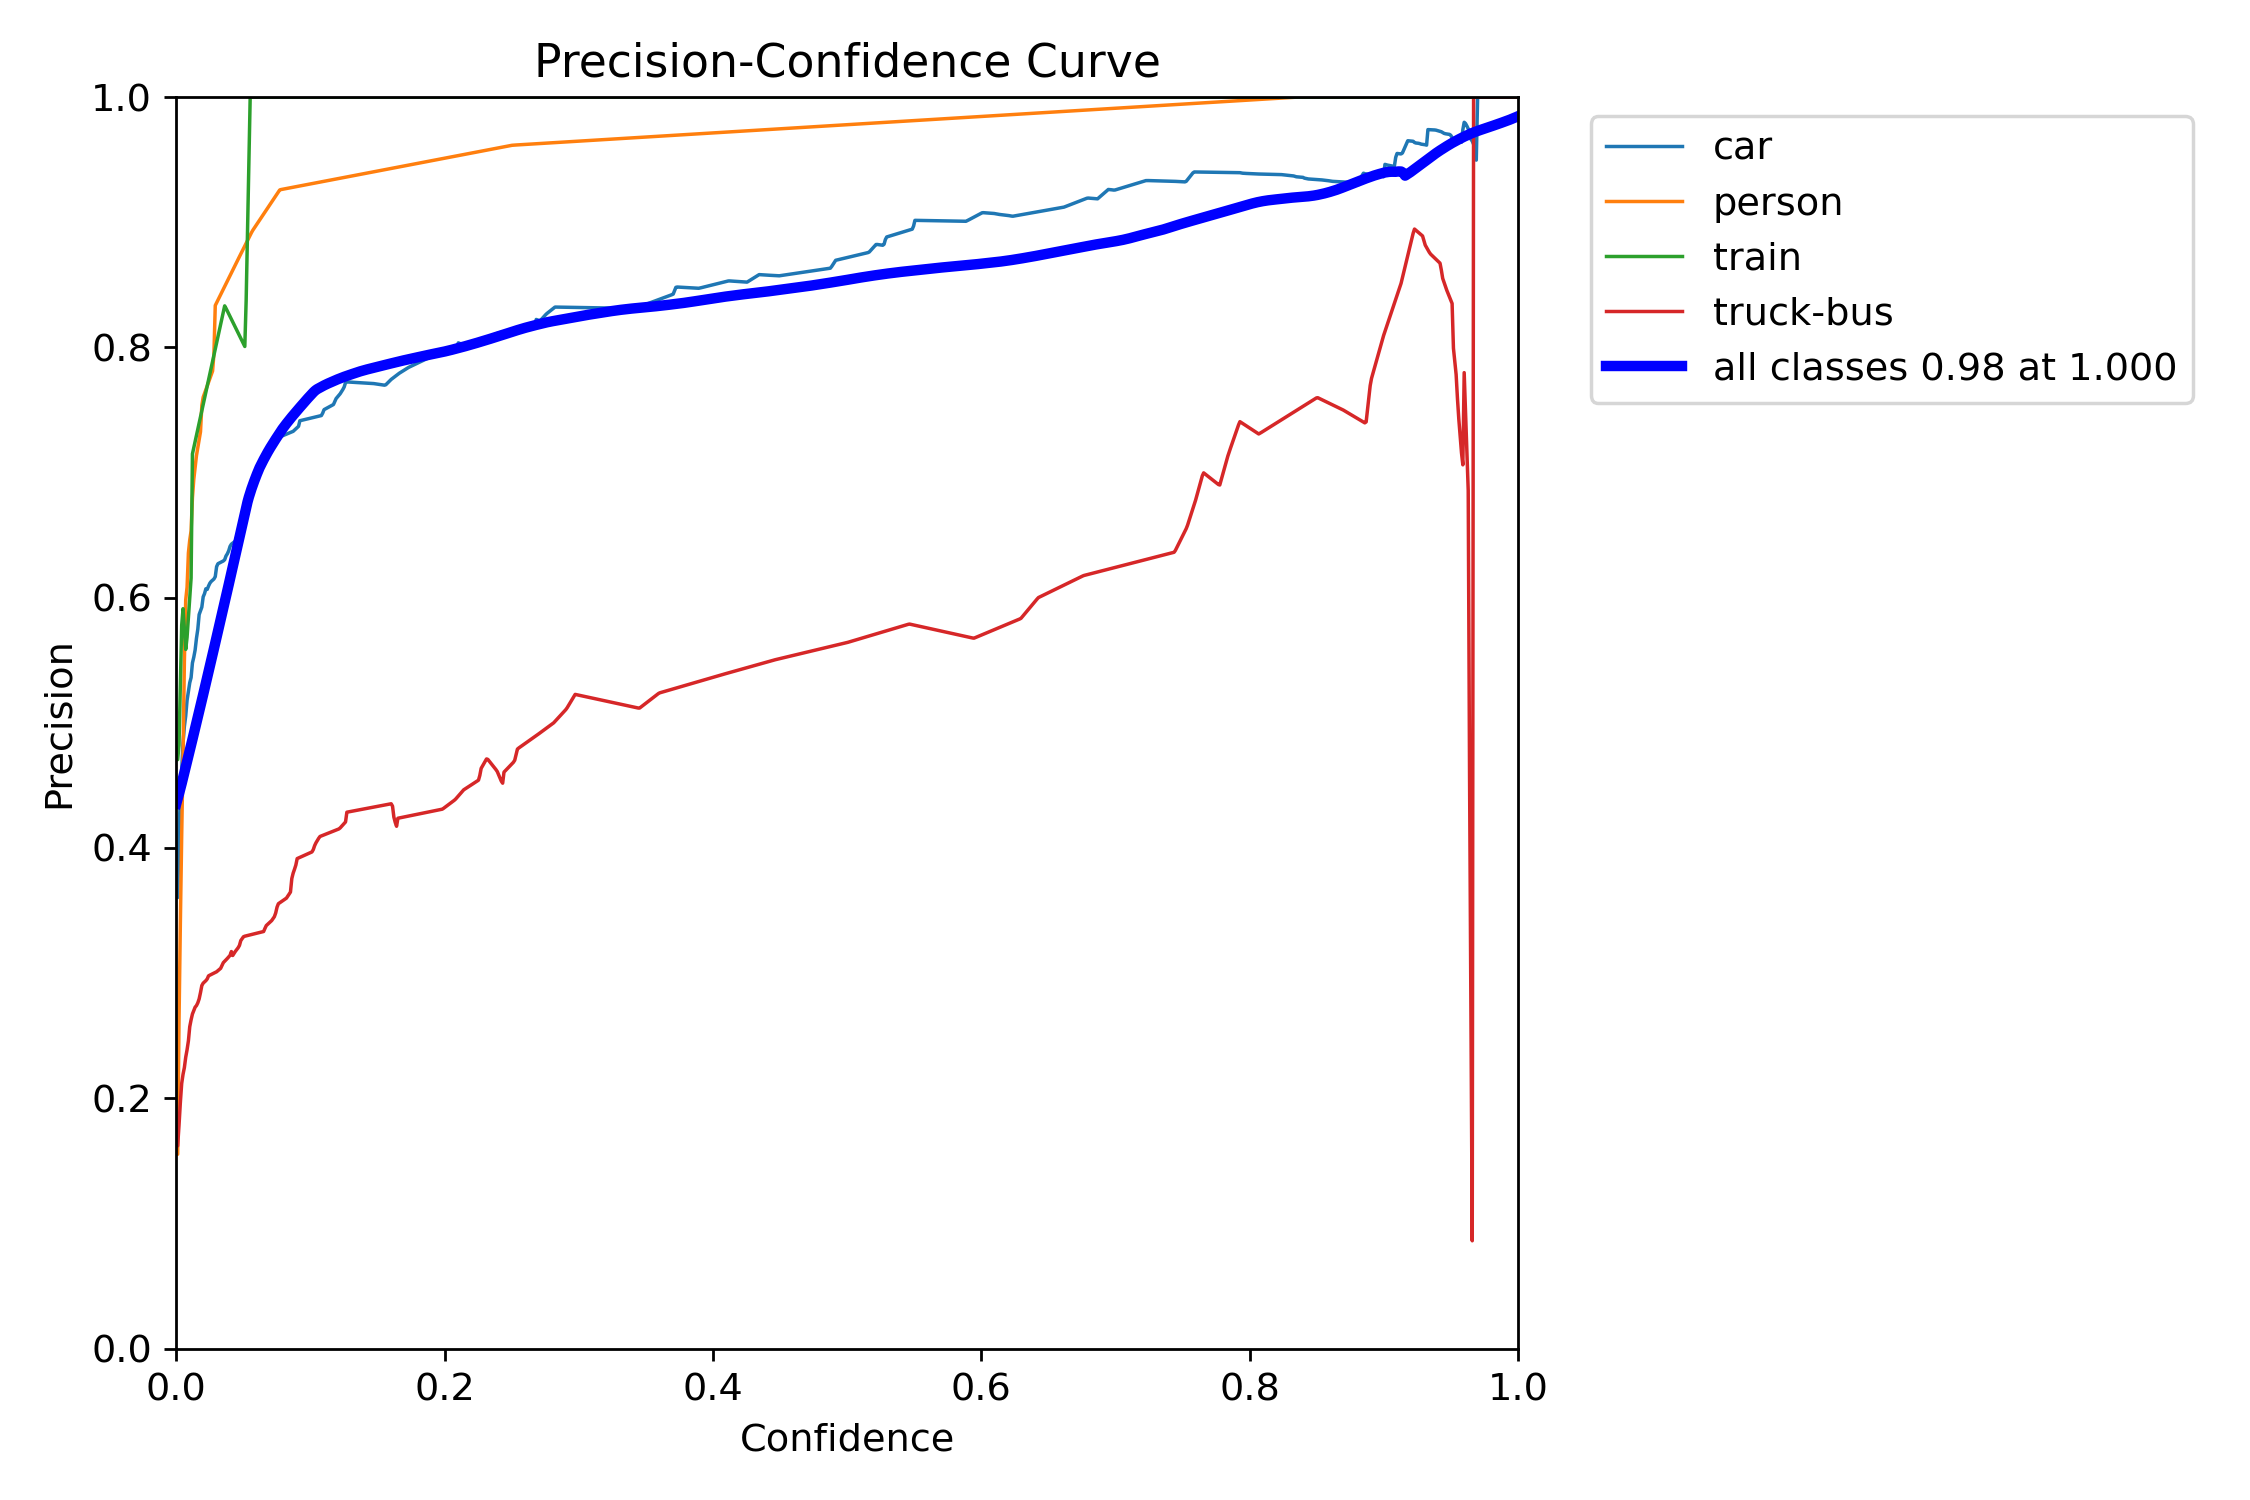 Precision-Confidence Curve
1.0
0.8
0.6
0.4
0.2
0.0
Precision
0.0 0.2 0.4 0.6 0.8 1.0
Confidence
car
person
train
truck-bus
all classes 0.98 at 1.000